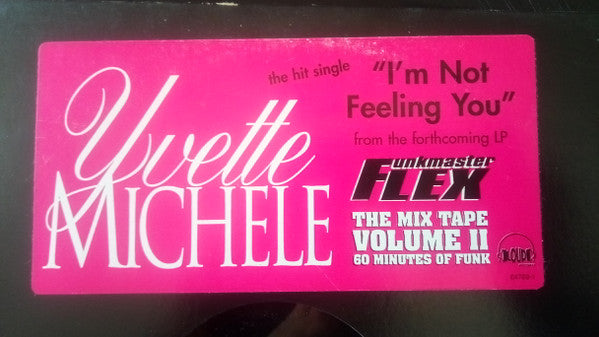 Yvette
MICHELE
the hit single "I'm Not
Feeling You"
from the forthcoming LP
Funkmaster
FLEX
THE MIX TAPE
VOLUME II
60 MINUTES OF FUNK
LOUD